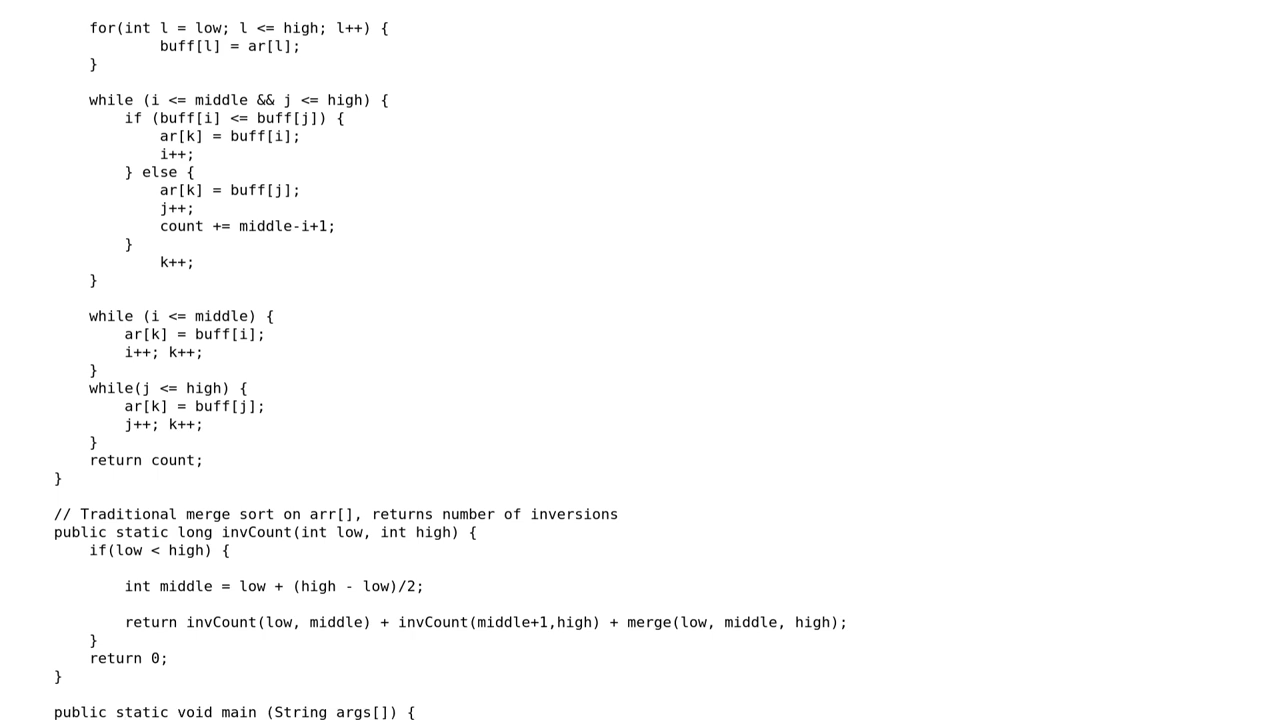 for(int l = low; l <= high; l++) {
buff[l] = ar[l];
}
while (i <= middle && j <= high) {
if (buff[i] <= buff[j]) {
ar[k] = buff[i];
i++;
} else {
ar[k] = buff[j];
j++;
count += middle-i+1;
}
k++;
}
while (i <= middle) {
ar[k] = buff[i];
i++; k++;
}
while(j <= high) {
ar[k] = buff[j];
j++; k++;
}
return count;
}
// Traditional merge sort on arr[], returns number of inversions
public static long invCount(int low, int high) {
if(low < high) {
int middle = low + (high - low)/2;
return invCount(low, middle) + invCount(middle+1,high) + merge(low, middle, high);
}
return 0;
}
public static void main (String args[]) {